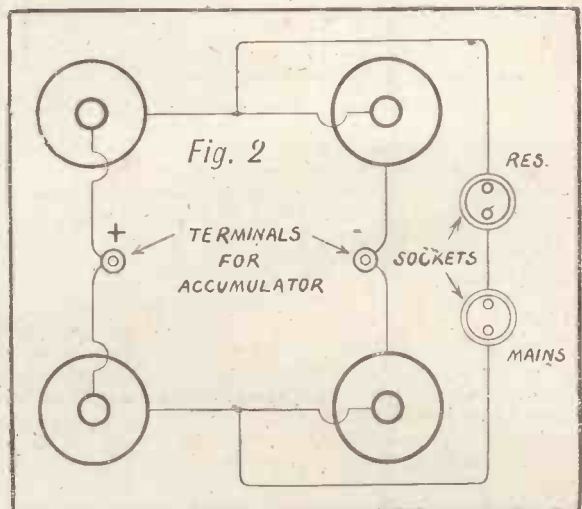 Fig. 2
RES.
+
-
TERMINALS
FOR
ACCUMULATOR
SOCKETS
MAINS